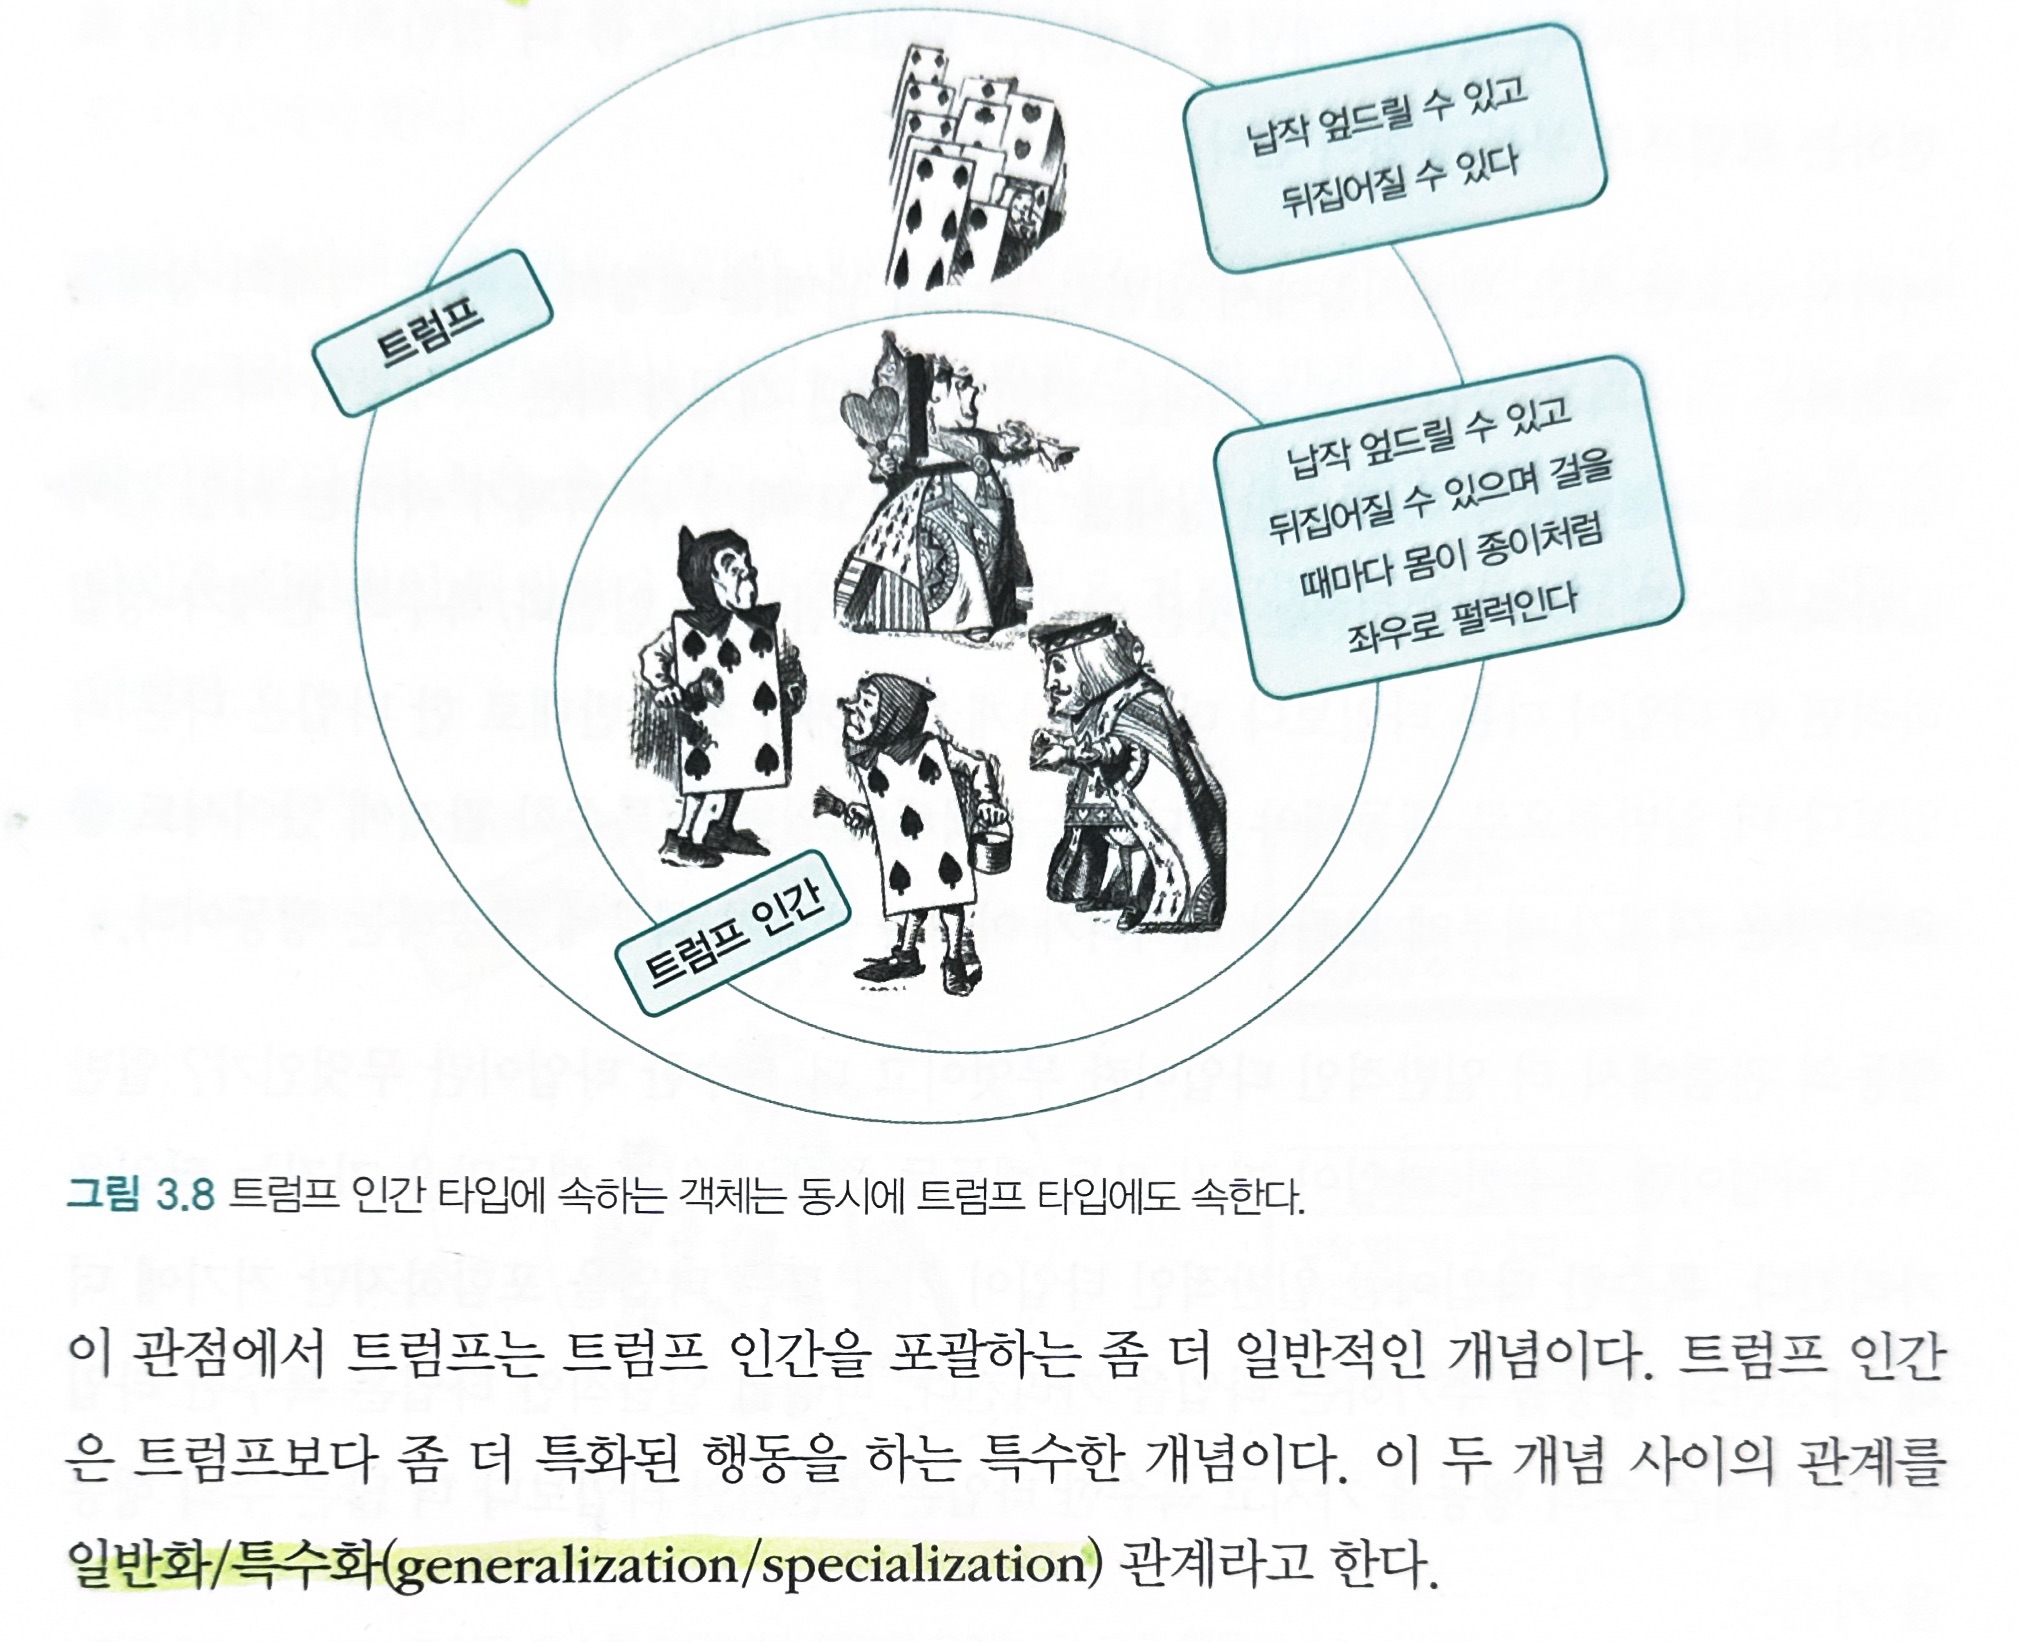 납작 엎드릴 수 있고
뒤집어질 수 있다
트럼프
납작 엎드릴 수 있고
뒤집어질 수 있으며 걸을
때마다 몸이 종이처럼
좌우로 펄럭인다
트럼프 인간
그림 3.8 트럼프 인간 타입에 속하는 객체는 동시에 트럼프 타입에도 속한다.
이 관점에서 트럼프는 트럼프 인간을 포괄하는 좀 더 일반적인 개념이다. 트럼프 인간
은 트럼프보다 좀 더 특화된 행동을 하는 특수한 개념이다. 이 두 개념 사이의 관계를
일반화/특수화(generalization/specialization) 관계라고 한다.